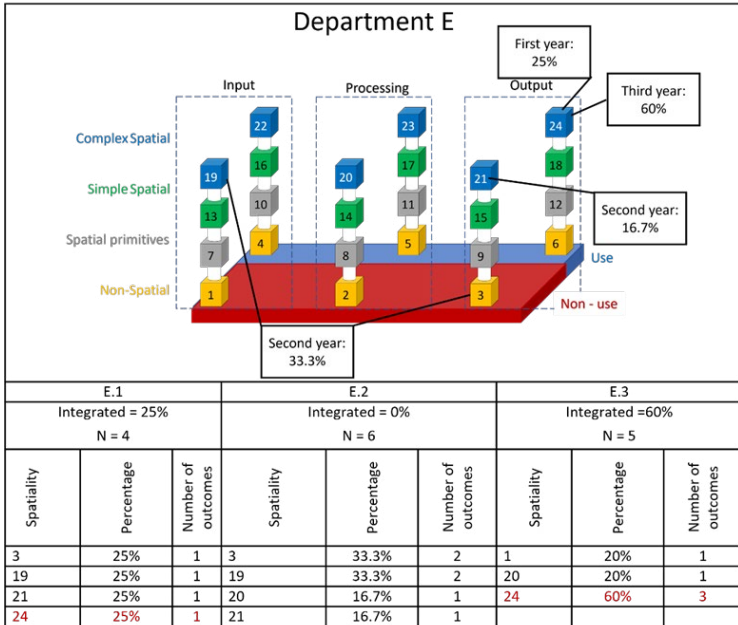 Department E
First year:
25%
Third year:
60%
Input
Processing
Output
Complex Spatial
Simple Spatial
Spatial primitives
Non-Spatial
22
23
24
19
16
20
17
21
18
13
10
14
11
15
12
7
4
8
5
9
6
1
2
3
Second year:
16.7%
Use
Non - use
Second year:
33.3%
E.1 E.2 E.3
Integrated = 25% Integrated = 0% Integrated =60%
N = 4 N = 6 N = 5
Spatiality Percentage Number of outcomes Spatiality Percentage Number of outcomes Spatiality Percentage Number of outcomes
3 25% 1 3 33.3% 2 1 20% 1
19 25% 1 19 33.3% 2 20 20% 1
21 25% 1 20 16.7% 1 24 60% 3
24 25% 1 21 16.7% 1